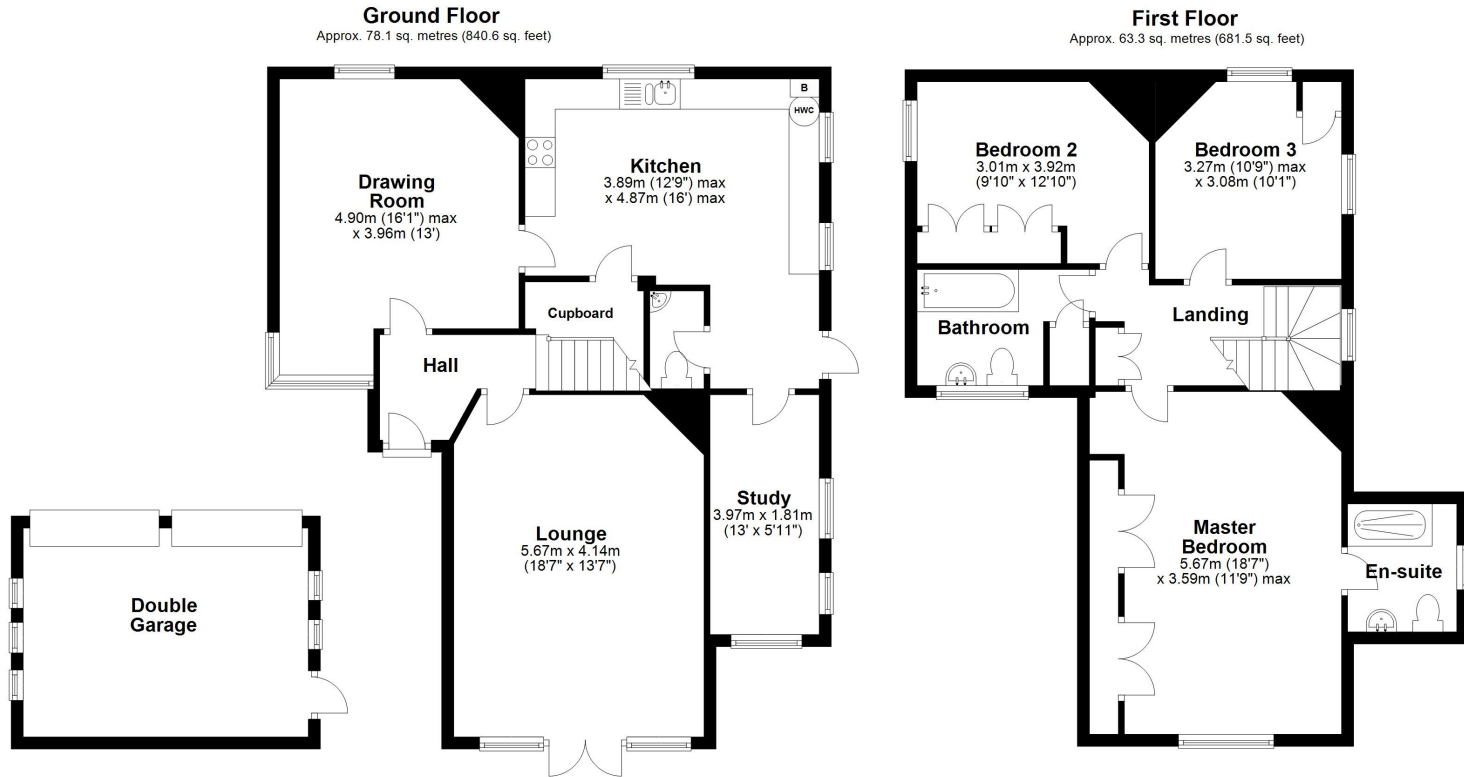 Ground Floor
Approx. 78.1 sq. metres (840.6 sq. feet)
Drawing
Room
4.90m (16'1") max
x 3.96m (13')
Kitchen
3.89m (12'9") max
x 4.87m (16') max
B
HWC
Cupboard
Hall
Lounge
5.67m x 4.14m
(18'7" x 13'7")
Study
3.97m x 1.81m
(13' x 5'11")
Double
Garage
First Floor
Approx. 63.3 sq. metres (681.5 sq. feet)
Bedroom 2
3.01m x 3.92m
(9'10" x 12'10")
Bedroom 3
3.27m (10'9") max
x 3.08m (10'1")
Bathroom
Landing
Master
Bedroom
5.67m (18'7")
x 3.59m (11'9") max
En-suite